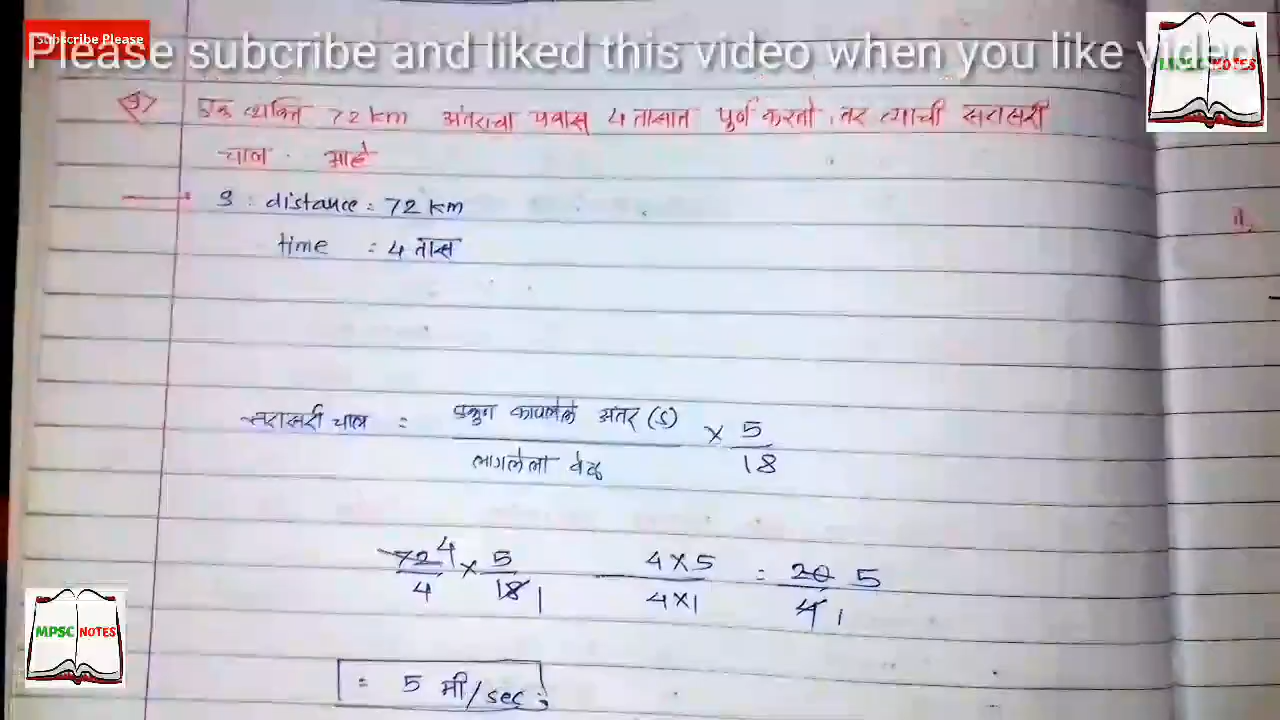 Subscribe Please
Please subcribe and liked this video when you like video
MPSC NOTES
एक व्यक्ति 72 km अंतराचा प्रवास 4 तासात पुर्ण करतो, तर त्याची सरासरी
चाल. आहे
distance = 72 km
time = 4 तास
सरासरी चाल = एकुण कापलेले अंतर (S) × 5
लागलेला वेळ 18
72 4 × 5 4 × 5 = 20 5
4 18 1 4 × 1 4 1
MPSC NOTES
= 5 मी/sec